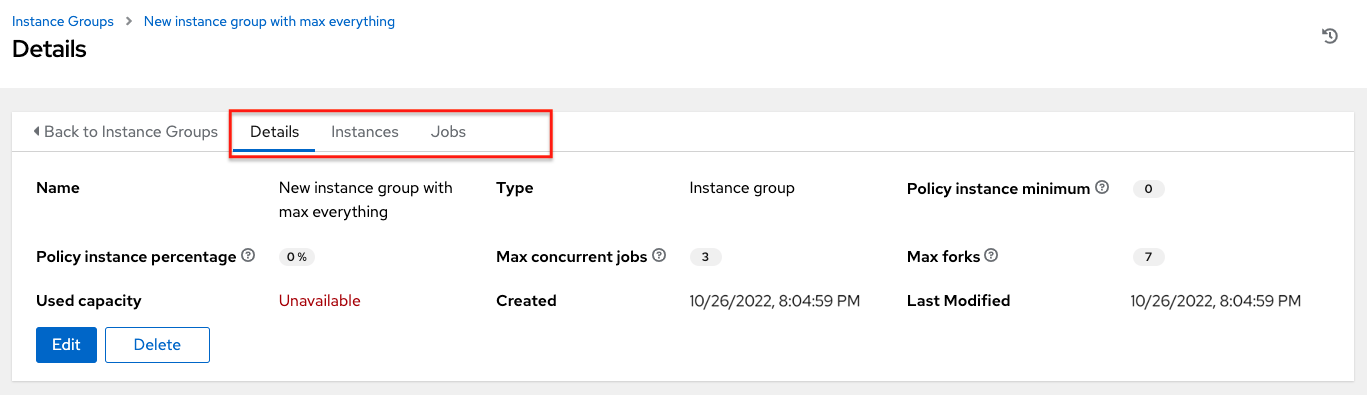 Instance Groups > New instance group with max everything
Details
Back to Instance Groups Details Instances Jobs
Name New instance group with Type Instance group Policy instance minimum 0
max everything
Policy instance percentage 0 % Max concurrent jobs 3 Max forks 7
Used capacity Unavailable Created 10/26/2022, 8:04:59 PM Last Modified 10/26/2022, 8:04:59 PM
Edit Delete